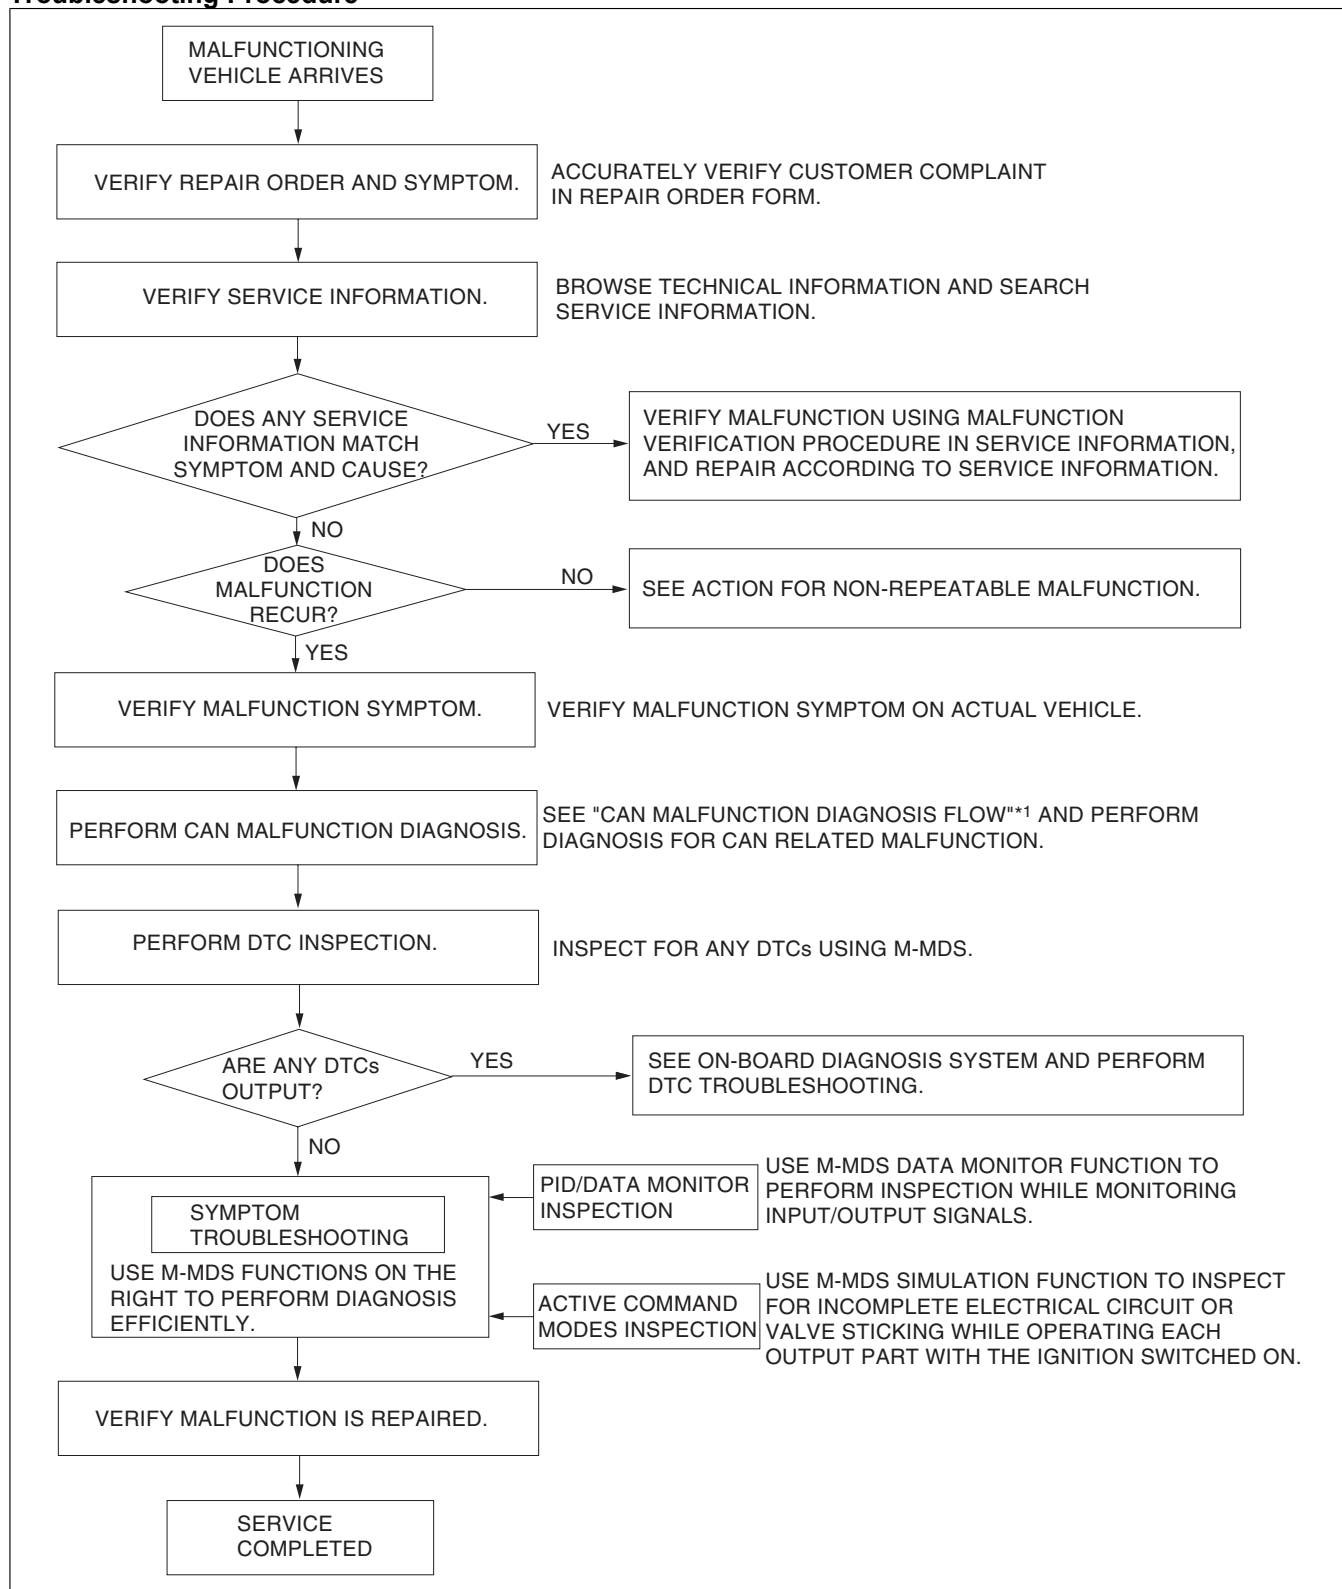 Troubleshooting Procedure
MALFUNCTIONING
VEHICLE ARRIVES
VERIFY REPAIR ORDER AND SYMPTOM.
ACCURATELY VERIFY CUSTOMER COMPLAINT
IN REPAIR ORDER FORM.
VERIFY SERVICE INFORMATION.
BROWSE TECHNICAL INFORMATION AND SEARCH
SERVICE INFORMATION.
DOES ANY SERVICE
INFORMATION MATCH
SYMPTOM AND CAUSE?
YES
VERIFY MALFUNCTION USING MALFUNCTION
VERIFICATION PROCEDURE IN SERVICE INFORMATION,
AND REPAIR ACCORDING TO SERVICE INFORMATION.
NO
DOES
MALFUNCTION
RECUR?
NO
SEE ACTION FOR NON-REPEATABLE MALFUNCTION.
YES
VERIFY MALFUNCTION SYMPTOM.
VERIFY MALFUNCTION SYMPTOM ON ACTUAL VEHICLE.
PERFORM CAN MALFUNCTION DIAGNOSIS.
SEE "CAN MALFUNCTION DIAGNOSIS FLOW"*1 AND PERFORM
DIAGNOSIS FOR CAN RELATED MALFUNCTION.
PERFORM DTC INSPECTION.
INSPECT FOR ANY DTCs USING M-MDS.
ARE ANY DTCs
OUTPUT?
YES
SEE ON-BOARD DIAGNOSIS SYSTEM AND PERFORM
DTC TROUBLESHOOTING.
NO
SYMPTOM
TROUBLESHOOTING
USE M-MDS FUNCTIONS ON THE
RIGHT TO PERFORM DIAGNOSIS
EFFICIENTLY.
PID/DATA MONITOR
INSPECTION
USE M-MDS DATA MONITOR FUNCTION TO
PERFORM INSPECTION WHILE MONITORING
INPUT/OUTPUT SIGNALS.
ACTIVE COMMAND
MODES INSPECTION
USE M-MDS SIMULATION FUNCTION TO INSPECT
FOR INCOMPLETE ELECTRICAL CIRCUIT OR
VALVE STICKING WHILE OPERATING EACH
OUTPUT PART WITH THE IGNITION SWITCHED ON.
VERIFY MALFUNCTION IS REPAIRED.
SERVICE
COMPLETED